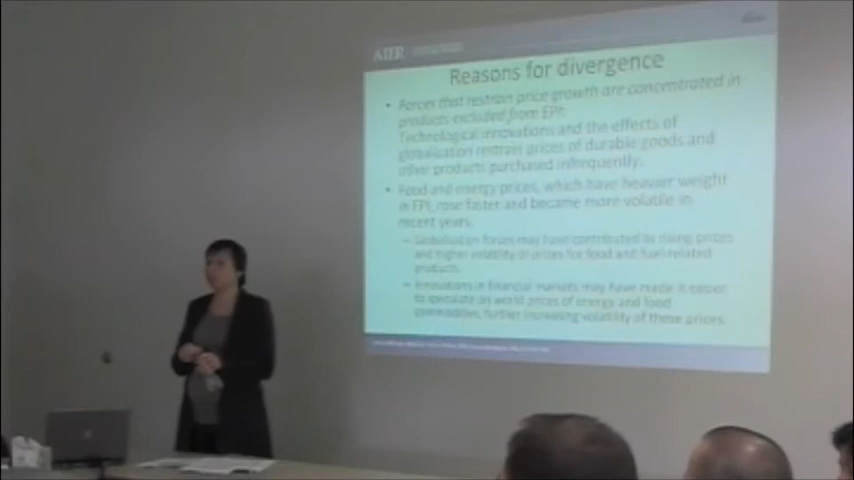 AIER
Reasons for divergence
• Forces that restrain price growth are concentrated in
products excluded from EPI:
Technological innovations and the effects of
globalization restrain prices of durable goods and
other products purchased infrequently.
• Food and energy prices, which have heavier weight
in EPI, rose faster and became more volatile in
recent years.
– Globalization forces may have contributed to rising prices
and higher volatility or prices for food and fuel-related
products.
– Innovations in financial markets may have made it easier
to speculate on world prices of energy and food
commodities, further increasing volatility of these prices.